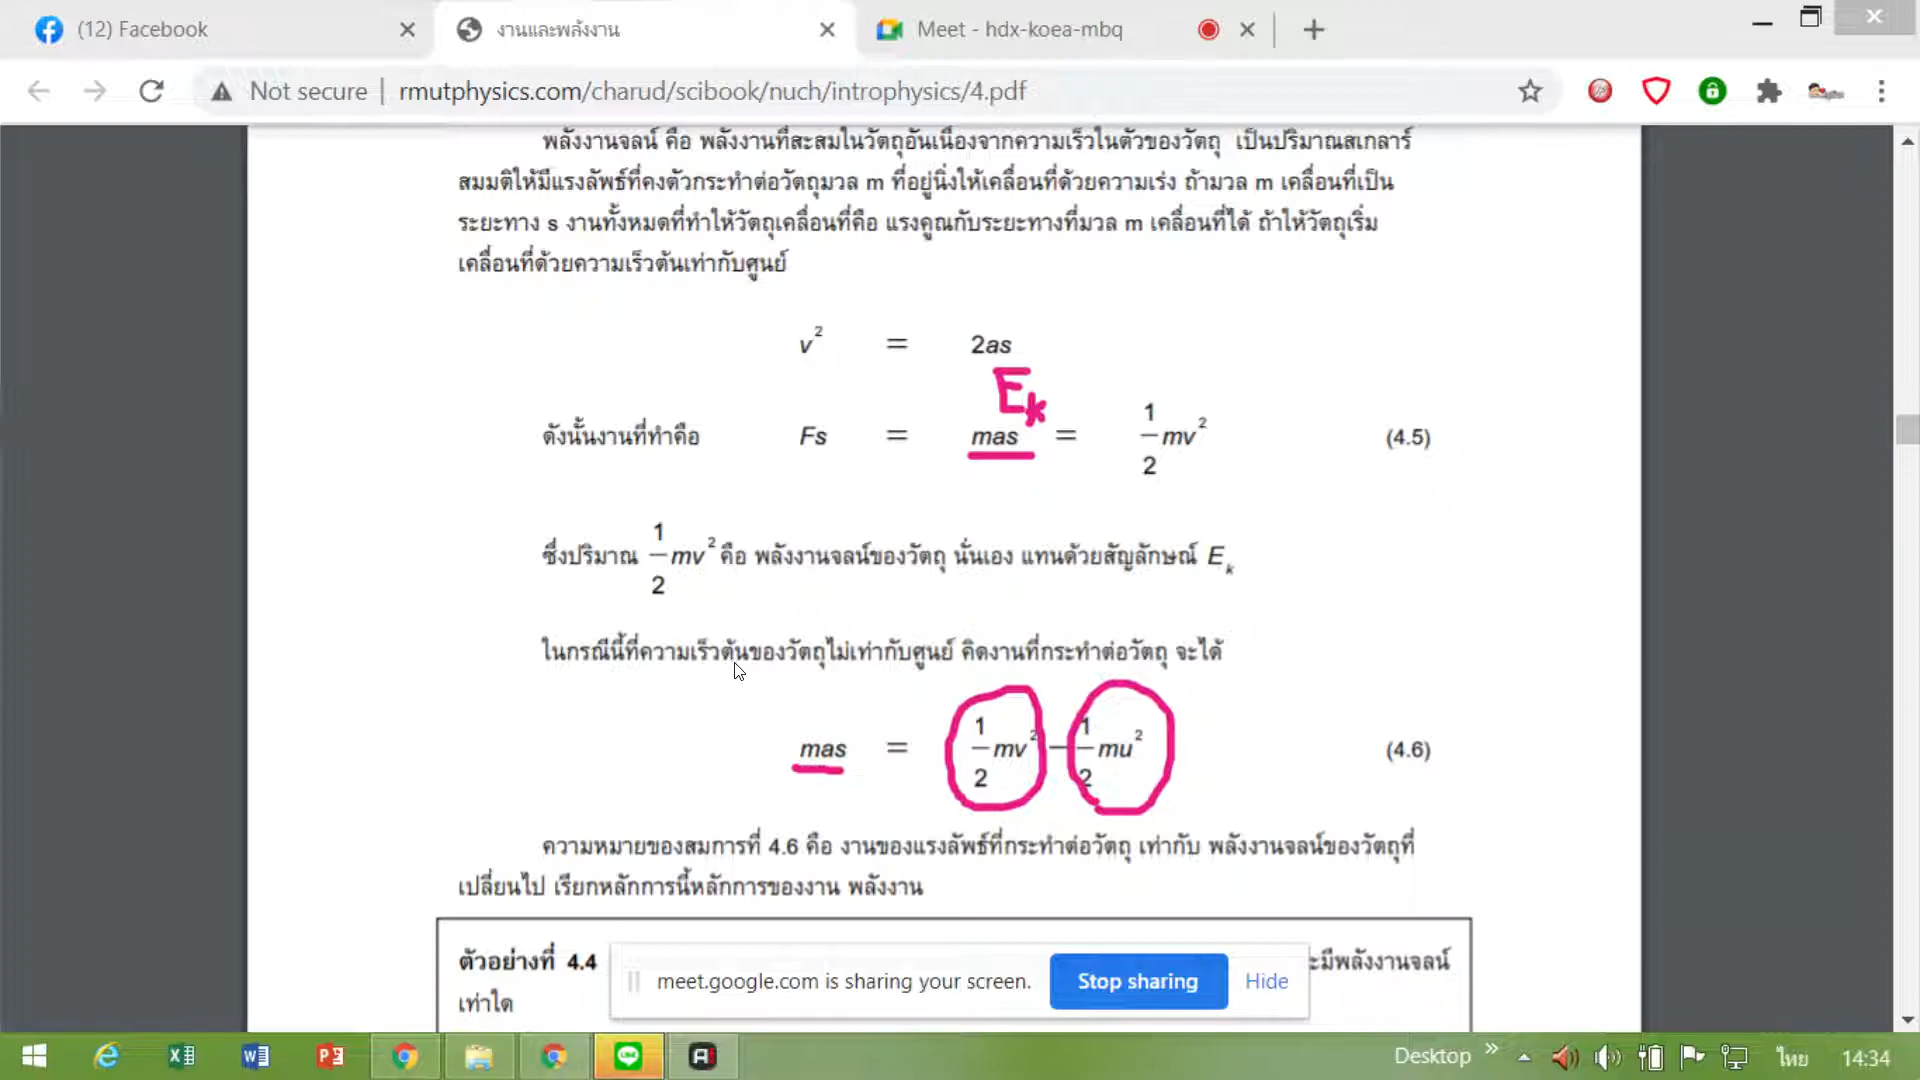 (12) Facebook
งานและพลังงาน
Meet - hdx-koea-mbq
Not secure | rmutphysics.com/charud/scibook/nuch/introphysics/4.pdf
พลังงานจลน์ คือ พลังงานที่สะสมในวัตถุอันเนื่องจากความเร็วในตัวของวัตถุ เป็นปริมาณสเกลาร์
สมมติให้มีแรงลัพธ์ที่คงตัวกระทำต่อวัตถุมวล m ที่อยู่นิ่งให้เคลื่อนที่ด้วยความเร่ง ถ้ามวล m เคลื่อนที่เป็น
ระยะทาง s งานทั้งหมดที่ทำให้วัตถุเคลื่อนที่คือ แรงคูณกับระยะทางที่มวล m เคลื่อนที่ได้ ถ้าให้วัตถุเริ่ม
เคลื่อนที่ด้วยความเร็วต้นเท่ากับศูนย์
v² = 2as
Ek
ดังนั้นงานที่ทำคือ Fs = mas = 1/2 mv² (4.5)
ซึ่งปริมาณ 1/2 mv² คือ พลังงานจลน์ของวัตถุ นั่นเอง แทนด้วยสัญลักษณ์ Ek
ในกรณีนี้ที่ความเร็วต้นของวัตถุไม่เท่ากับศูนย์ คิดงานที่กระทำต่อวัตถุ จะได้
mas = 1/2 mv² − 1/2 mu² (4.6)
ความหมายของสมการที่ 4.6 คือ งานของแรงลัพธ์ที่กระทำต่อวัตถุ เท่ากับ พลังงานจลน์ของวัตถุที่
เปลี่ยนไป เรียกหลักการนี้หลักการของงาน พลังงาน
ตัวอย่างที่ 4.4 ะมีพลังงานจลน์
เท่าใด
meet.google.com is sharing your screen. Stop sharing Hide
Desktop ไทย 14:34